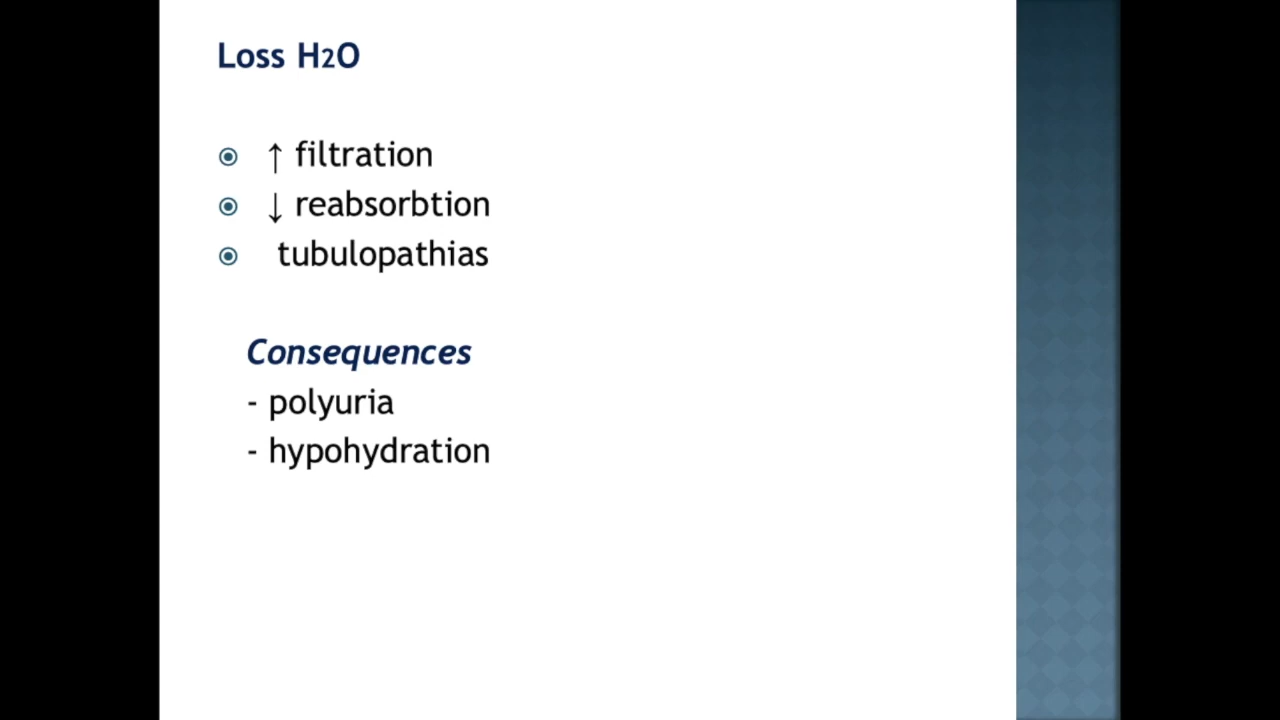 Loss H2O
↑ filtration
↓ reabsorbtion
tubulopathias
Consequences
- polyuria
- hypohydration